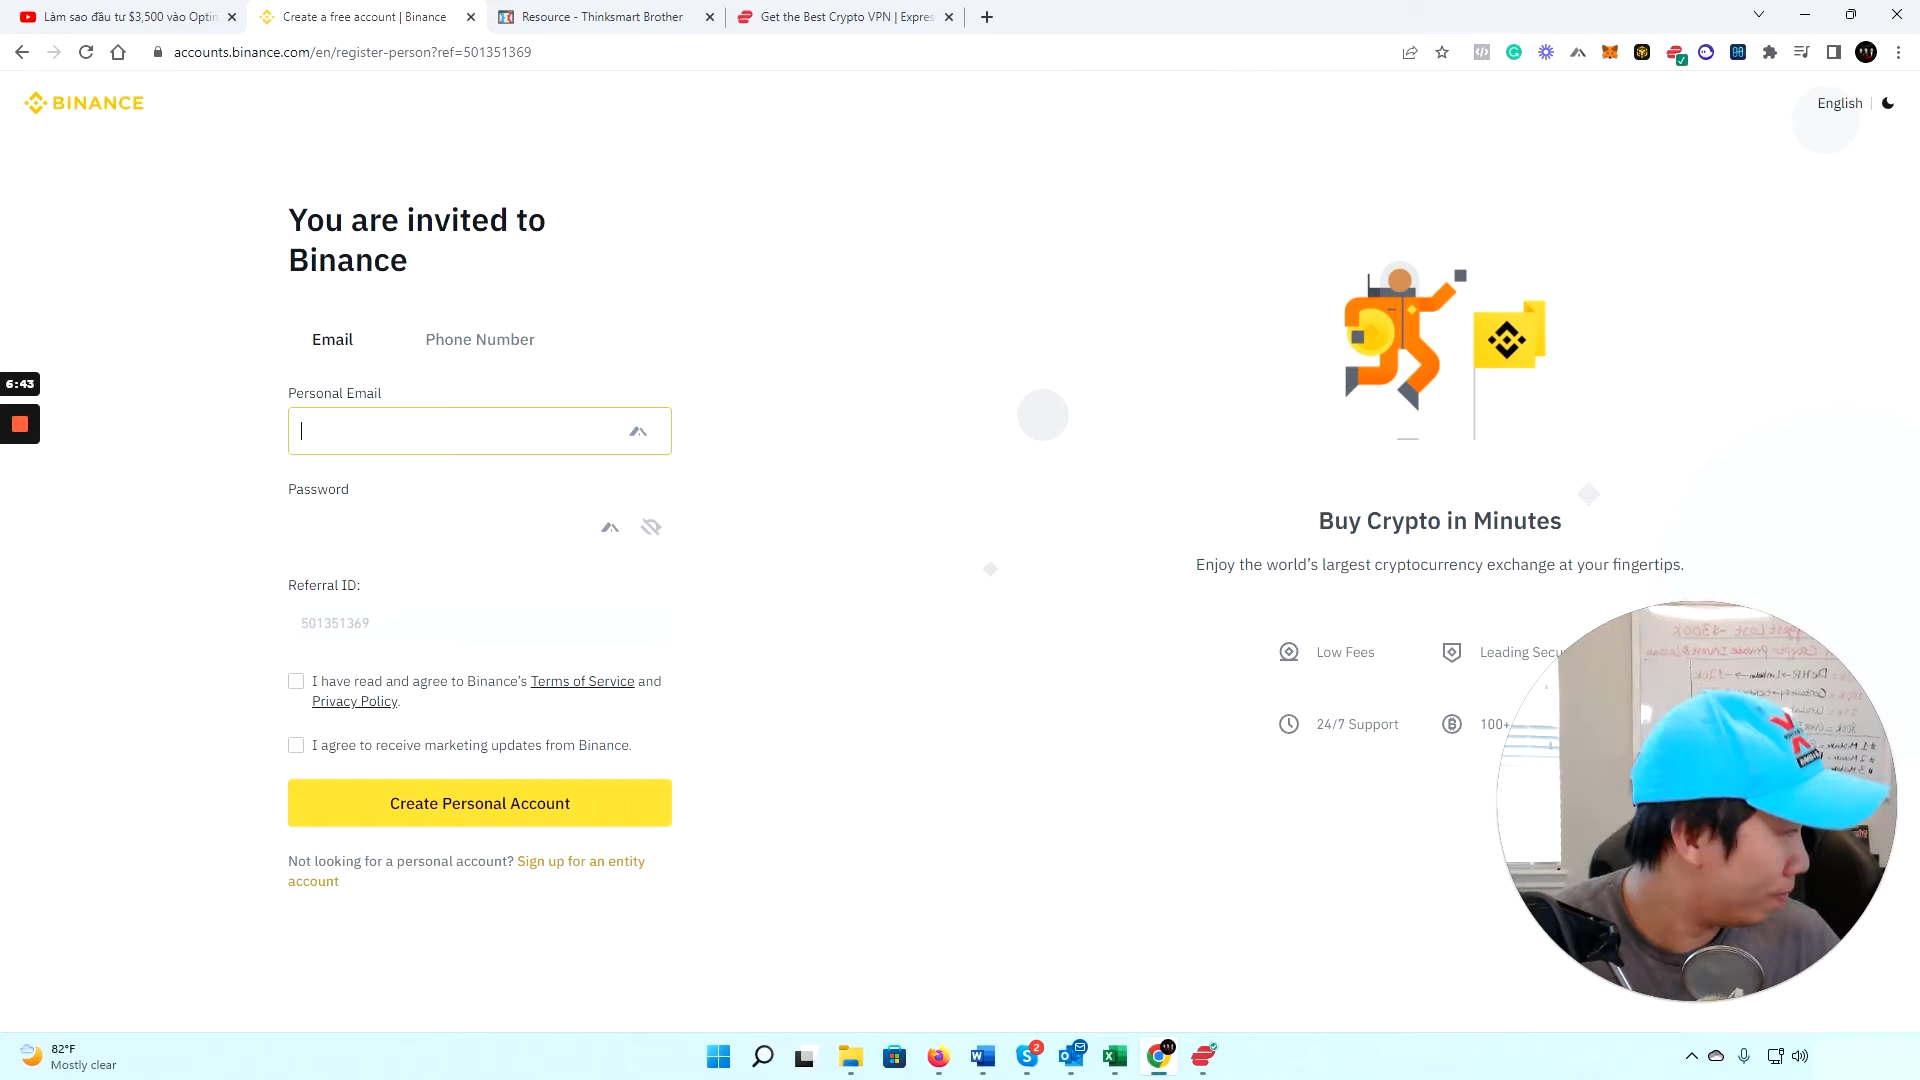 Làm sao đầu tư $3,500 vào Optin
Create a free account | Binance
Resource - Thinksmart Brother
Get the Best Crypto VPN | Expres
accounts.binance.com/en/register-person?ref=501351369
BINANCE
English
You are invited to
Binance
Email
Phone Number
6:43
Personal Email
Password
Referral ID:
501351369
I have read and agree to Binance's Terms of Service and
Privacy Policy.
I agree to receive marketing updates from Binance.
Create Personal Account
Not looking for a personal account? Sign up for an entity
account
Buy Crypto in Minutes
Enjoy the world's largest cryptocurrency exchange at your fingertips.
Low Fees
Leading Secu
24/7 Support
100+
82°F
Mostly clear
2